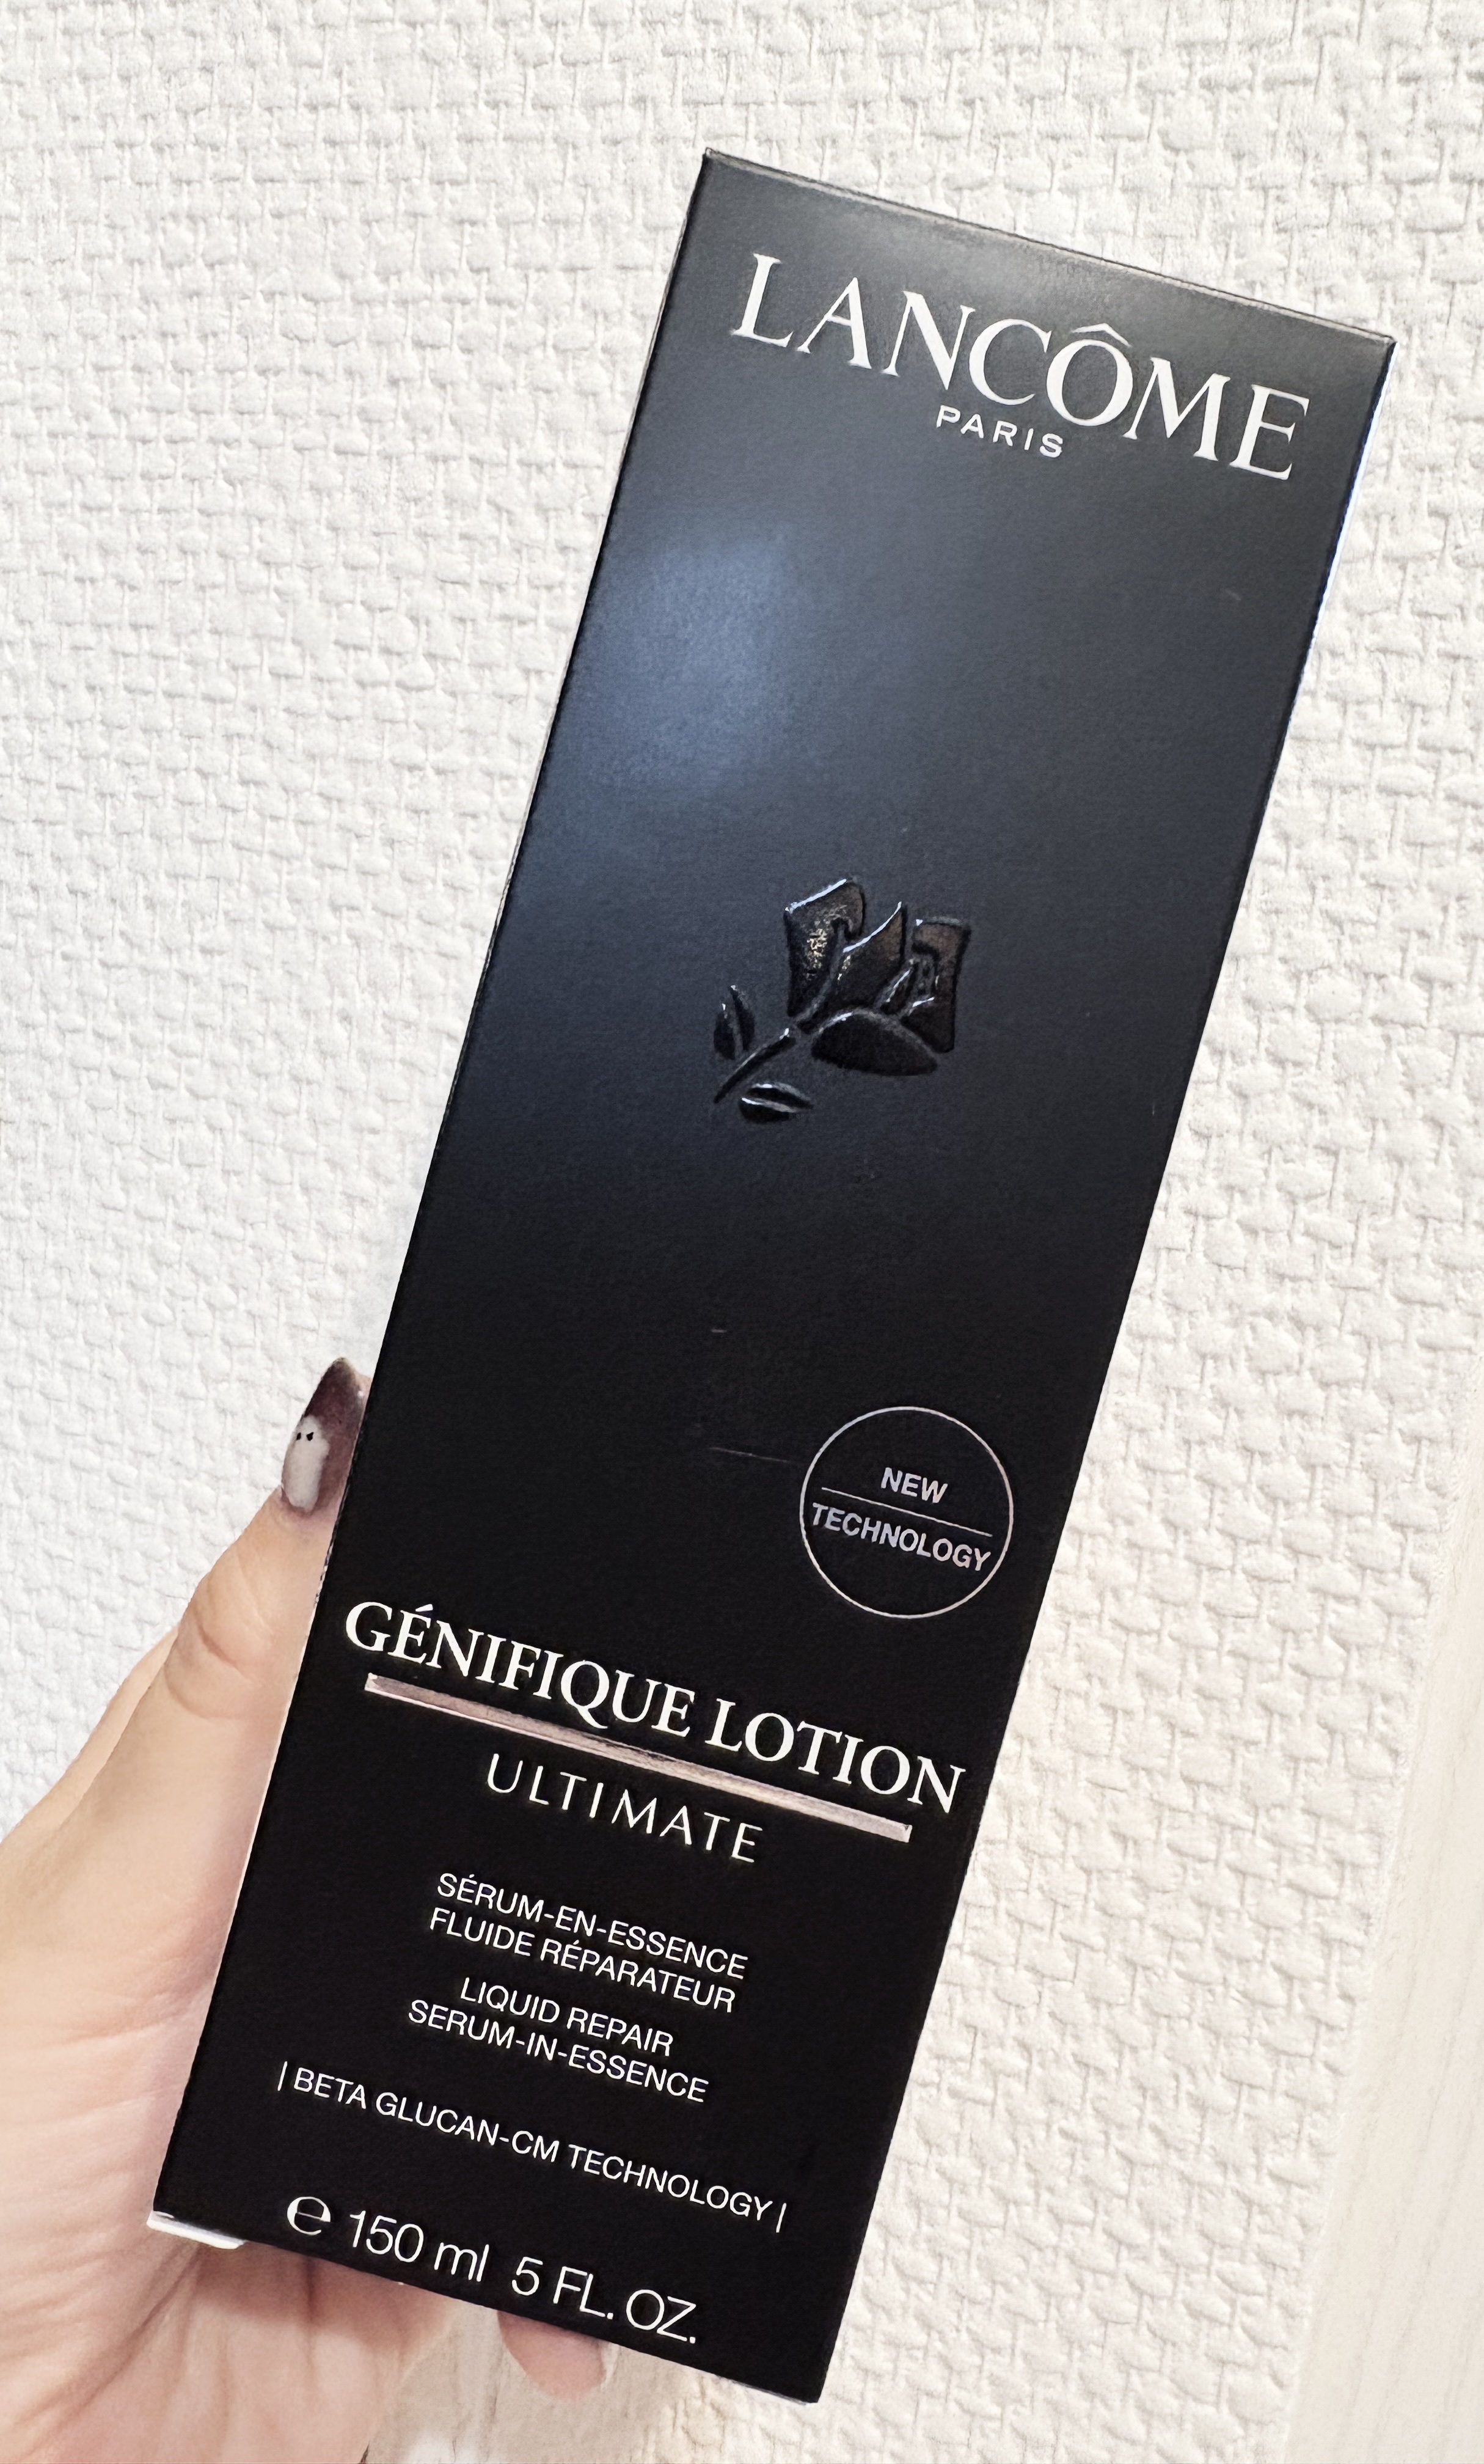 LANCÔME
PARIS
NEW
TECHNOLOGY
GÉNIFIQUE LOTION
ULTIMATE
SÉRUM-EN-ESSENCE
FLUIDE RÉPARATEUR
LIQUID REPAIR
SERUM-IN-ESSENCE
| BETA GLUCAN-CM TECHNOLOGY |
℮ 150 ml 5 FL. OZ.